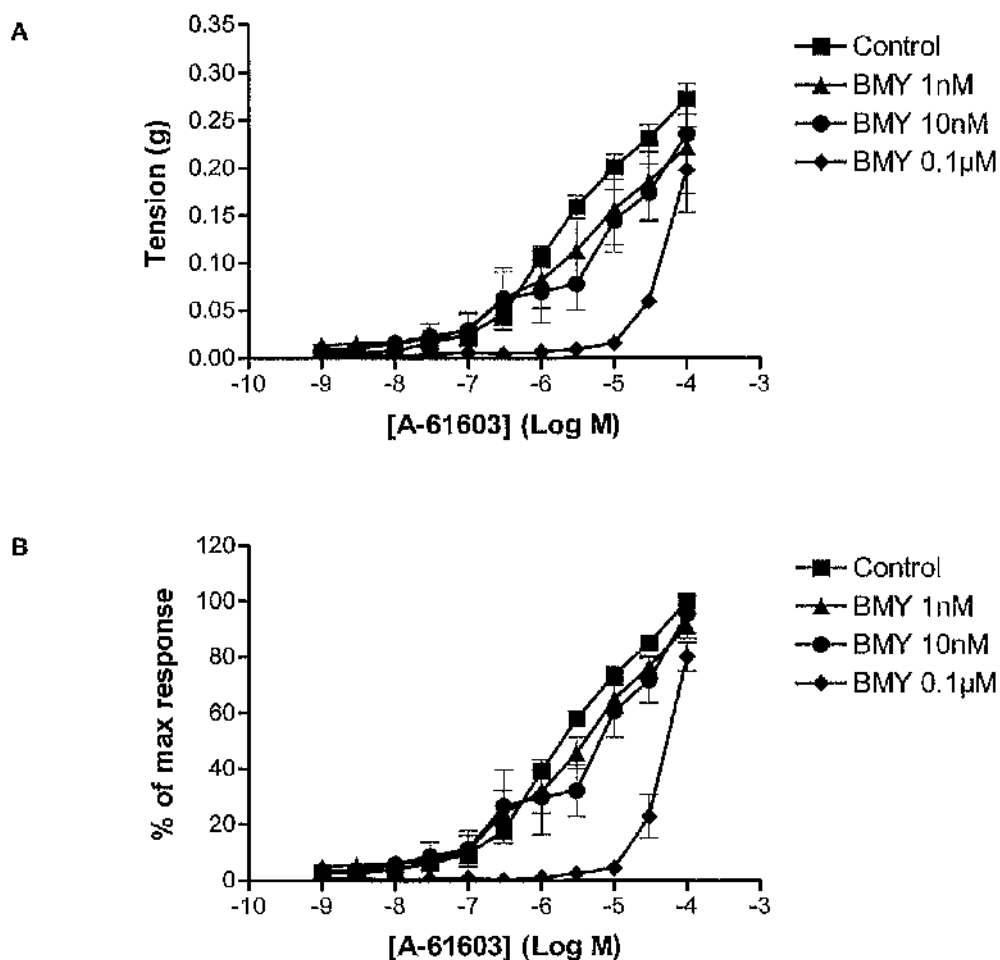 A
Tension (g)
0.35
0.30
0.25
0.20
0.15
0.10
0.05
0.00
-10
-9
-8
-7
-6
-5
-4
-3
[A-61603] (Log M)
Control
BMY 1nM
BMY 10nM
BMY 0.1µM
B
% of max response
120
100
80
60
40
20
0
-10
-9
-8
-7
-6
-5
-4
-3
[A-61603] (Log M)
Control
BMY 1nM
BMY 10nM
BMY 0.1µM